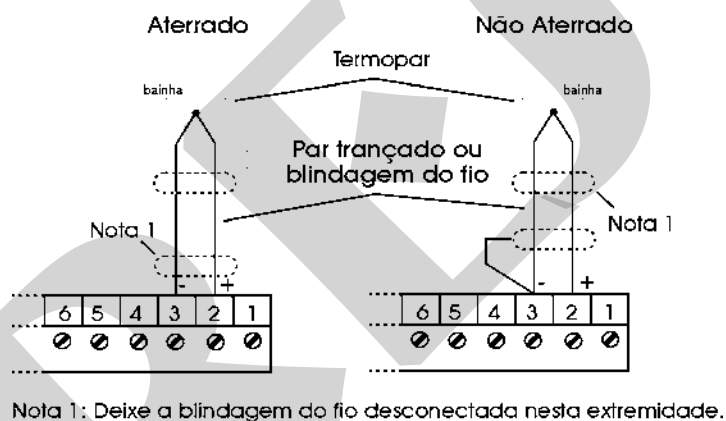 Aterrado
Não Aterrado
Termopar
bainha
bainha
Par trançado ou
blindagem do fio
Nota 1
Nota 1
- +
- +
6 5 4 3 2 1
6 5 4 3 2 1
Nota 1: Deixe a blindagem do fio desconectada nesta extremidade.